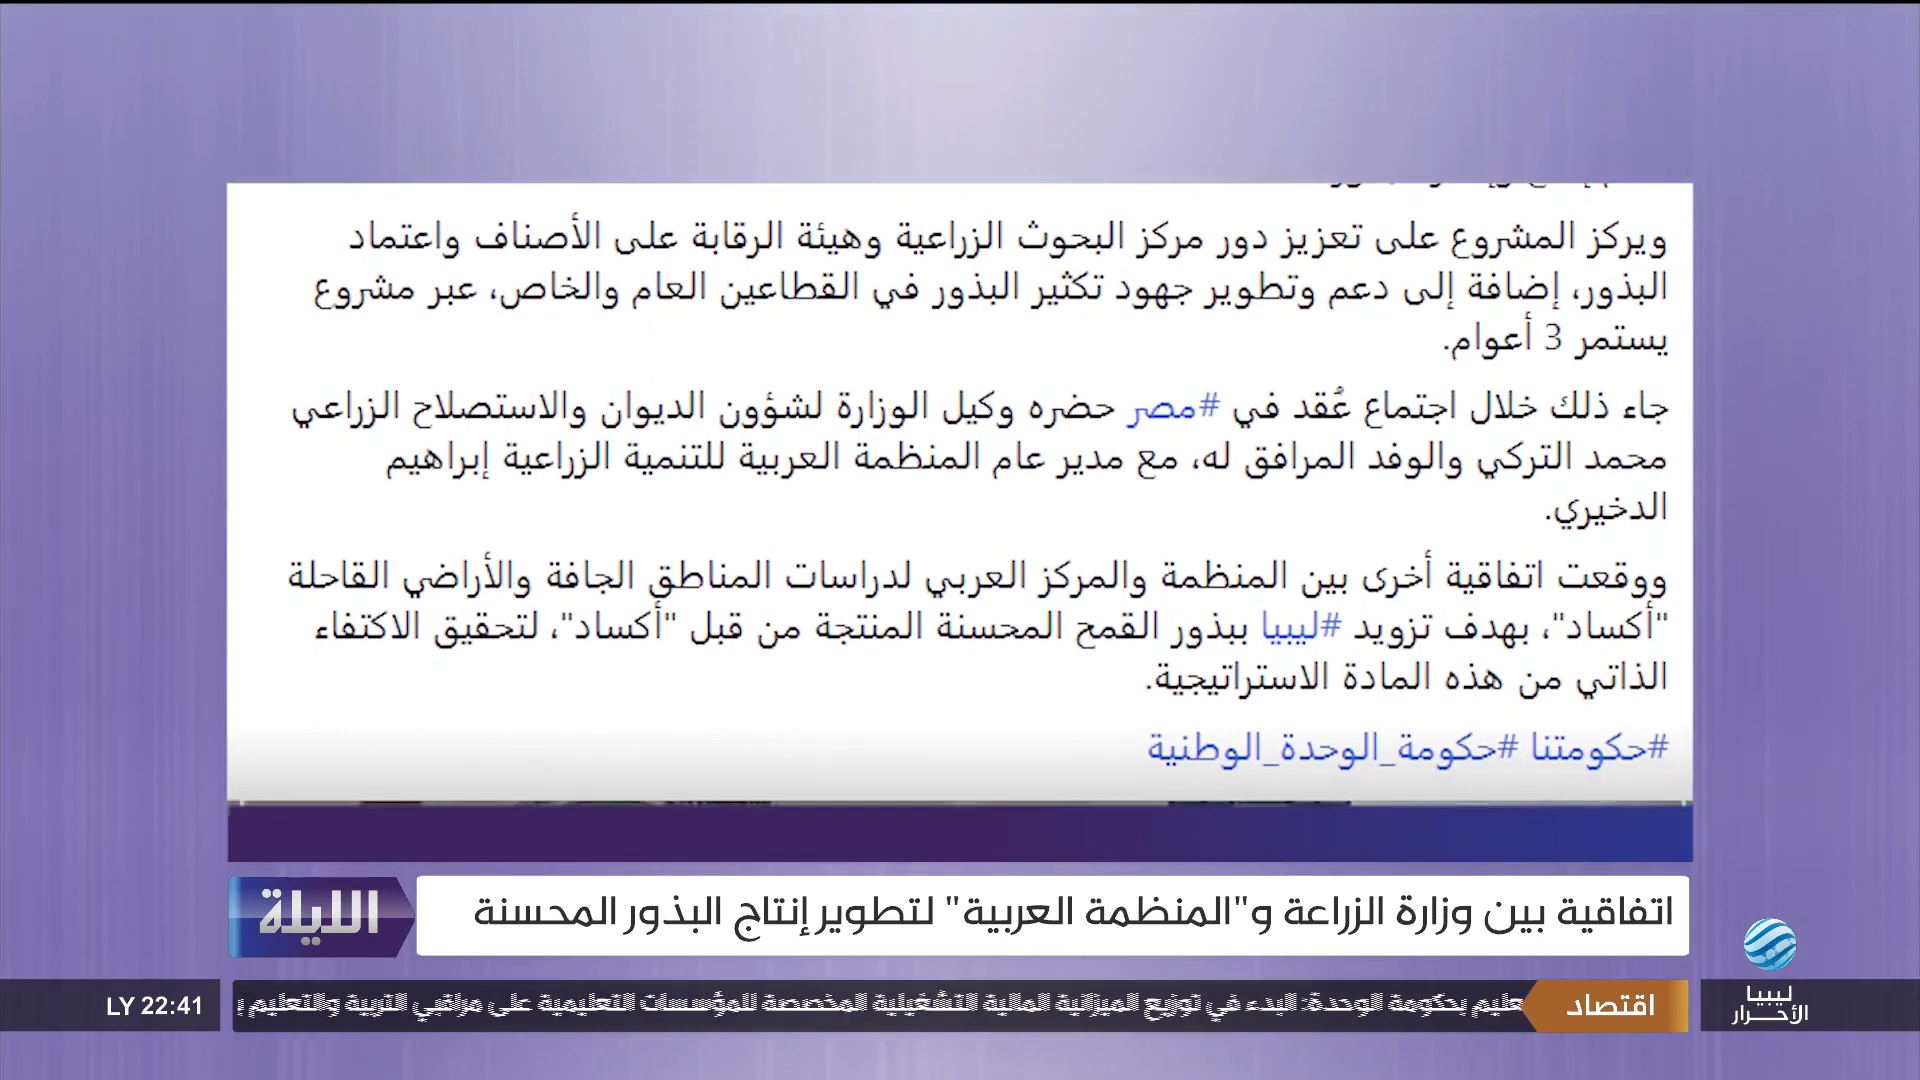 ويركز المشروع على تعزيز دور مركز البحوث الزراعية وهيئة الرقابة على الأصناف واعتماد
البذور، إضافة إلى دعم وتطوير جهود تكثير البذور في القطاعين العام والخاص، عبر مشروع
يستمر 3 أعوام.
جاء ذلك خلال اجتماع عُقد في #مصر حضره وكيل الوزارة لشؤون الديوان والاستصلاح الزراعي
محمد التركي والوفد المرافق له، مع مدير عام المنظمة العربية للتنمية الزراعية إبراهيم
الدخيري.
ووقعت اتفاقية أخرى بين المنظمة والمركز العربي لدراسات المناطق الجافة والأراضي القاحلة
"أكساد"، بهدف تزويد #ليبيا ببذور القمح المحسنة المنتجة من قبل "أكساد"، لتحقيق الاكتفاء
الذاتي من هذه المادة الاستراتيجية.
#حكومتنا #حكومة_الوحدة_الوطنية
اتفاقية بين وزارة الزراعة و"المنظمة العربية" لتطوير إنتاج البذور المحسنة
الليلة
اقتصاد
عليم بحكومة الوحدة: البدء في توزيع الميزانية المالية التشغيلية المخصصة للمؤسسات التعليمية على مراقبي التربية والتعليم
LY 22:41
ليبيا
الأحرار